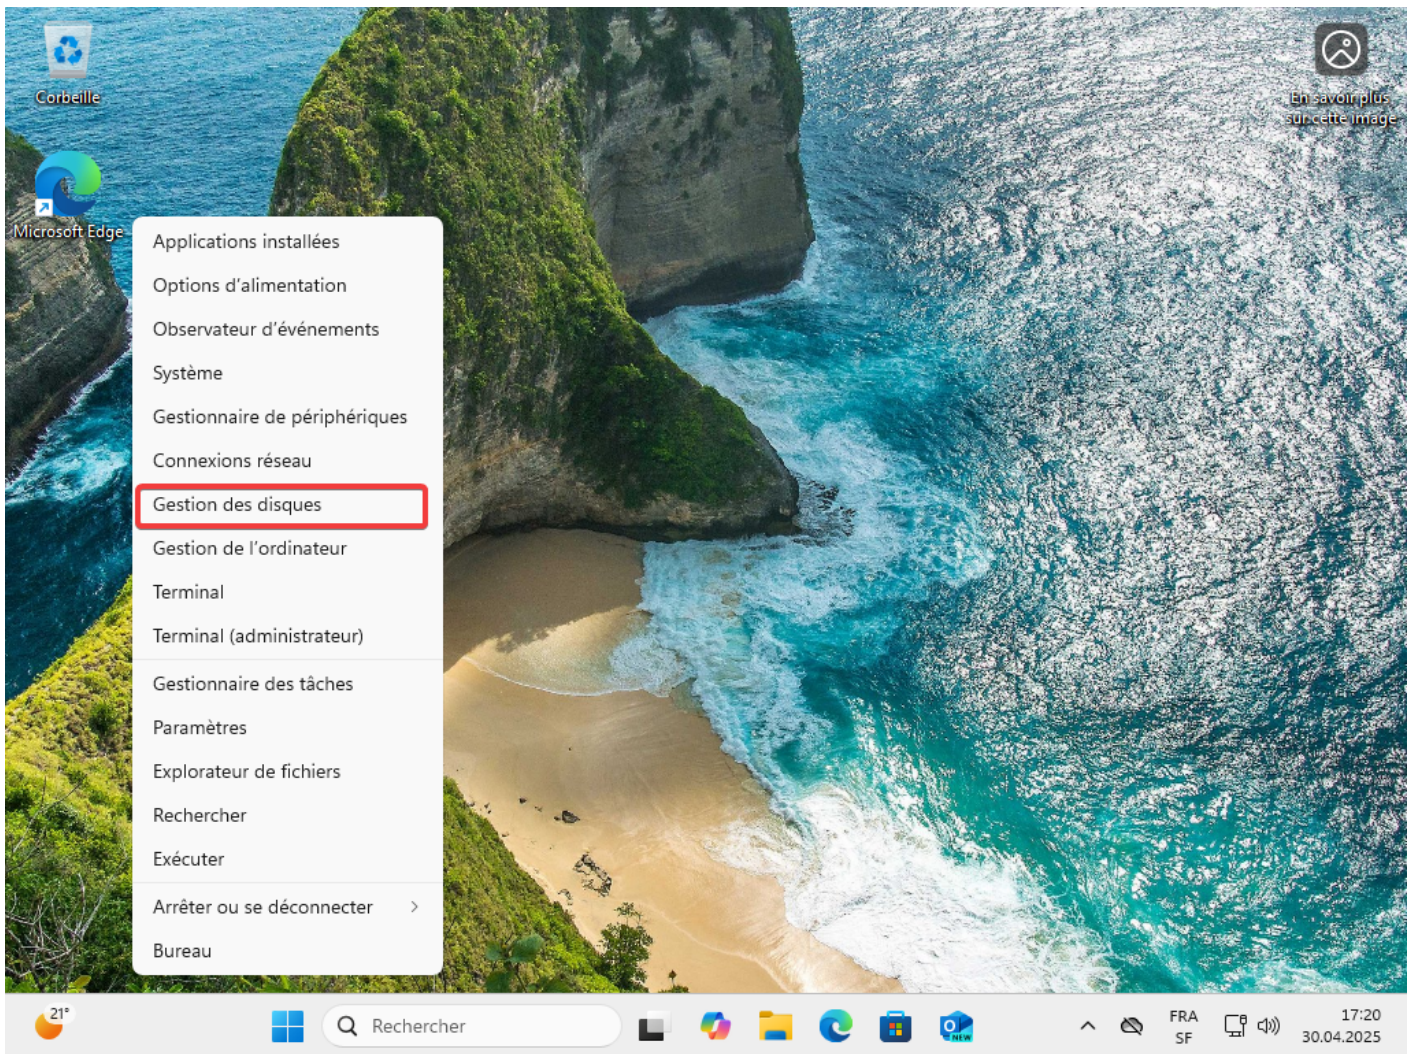 Corbeille
En savoir plus
sur cette image
Microsoft Edge
Applications installées
Options d'alimentation
Observateur d'événements
Système
Gestionnaire de périphériques
Connexions réseau
Gestion des disques
Gestion de l'ordinateur
Terminal
Terminal (administrateur)
Gestionnaire des tâches
Paramètres
Explorateur de fichiers
Rechercher
Exécuter
Arrêter ou se déconnecter
Bureau
21°
Rechercher
NEW
FRA
SF
17:20
30.04.2025